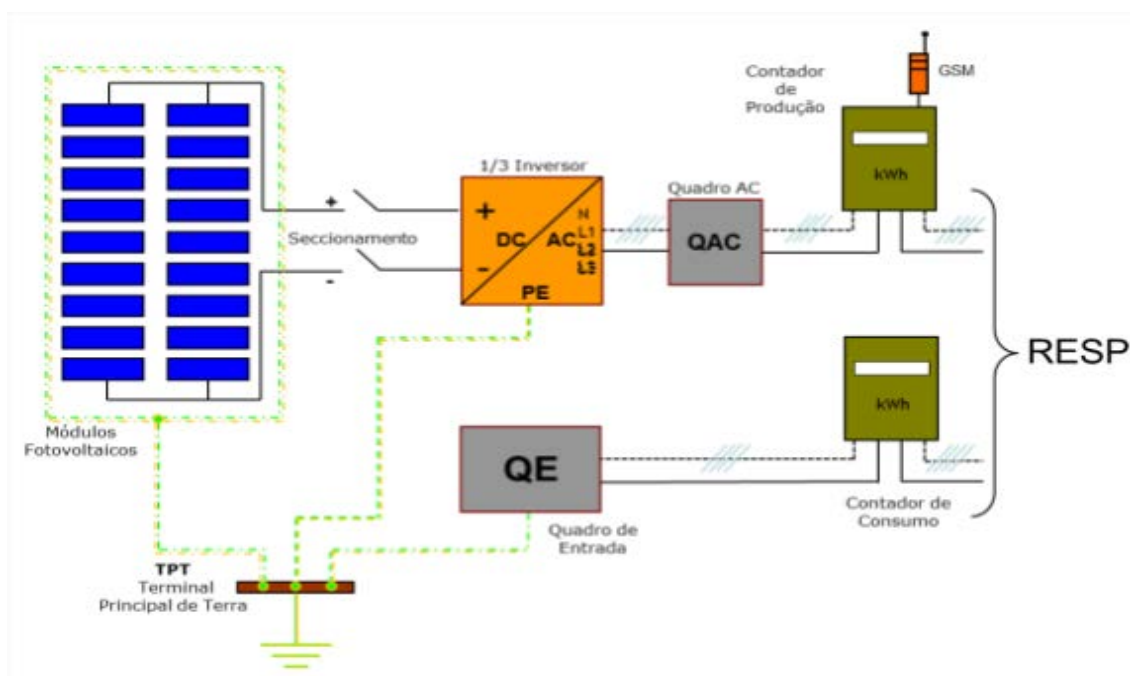 GSM
Contador
de
Produção
kWh
1/3 Inversor
Quadro AC
+
Seccionamento
-
+
DC
AC
N
L1
L2
L3
-
PE
QAC
RESP
kWh
Módulos
Fotovoltaicos
QE
Contador de
Consumo
Quadro de
Entrada
TPT
Terminal
Principal de Terra